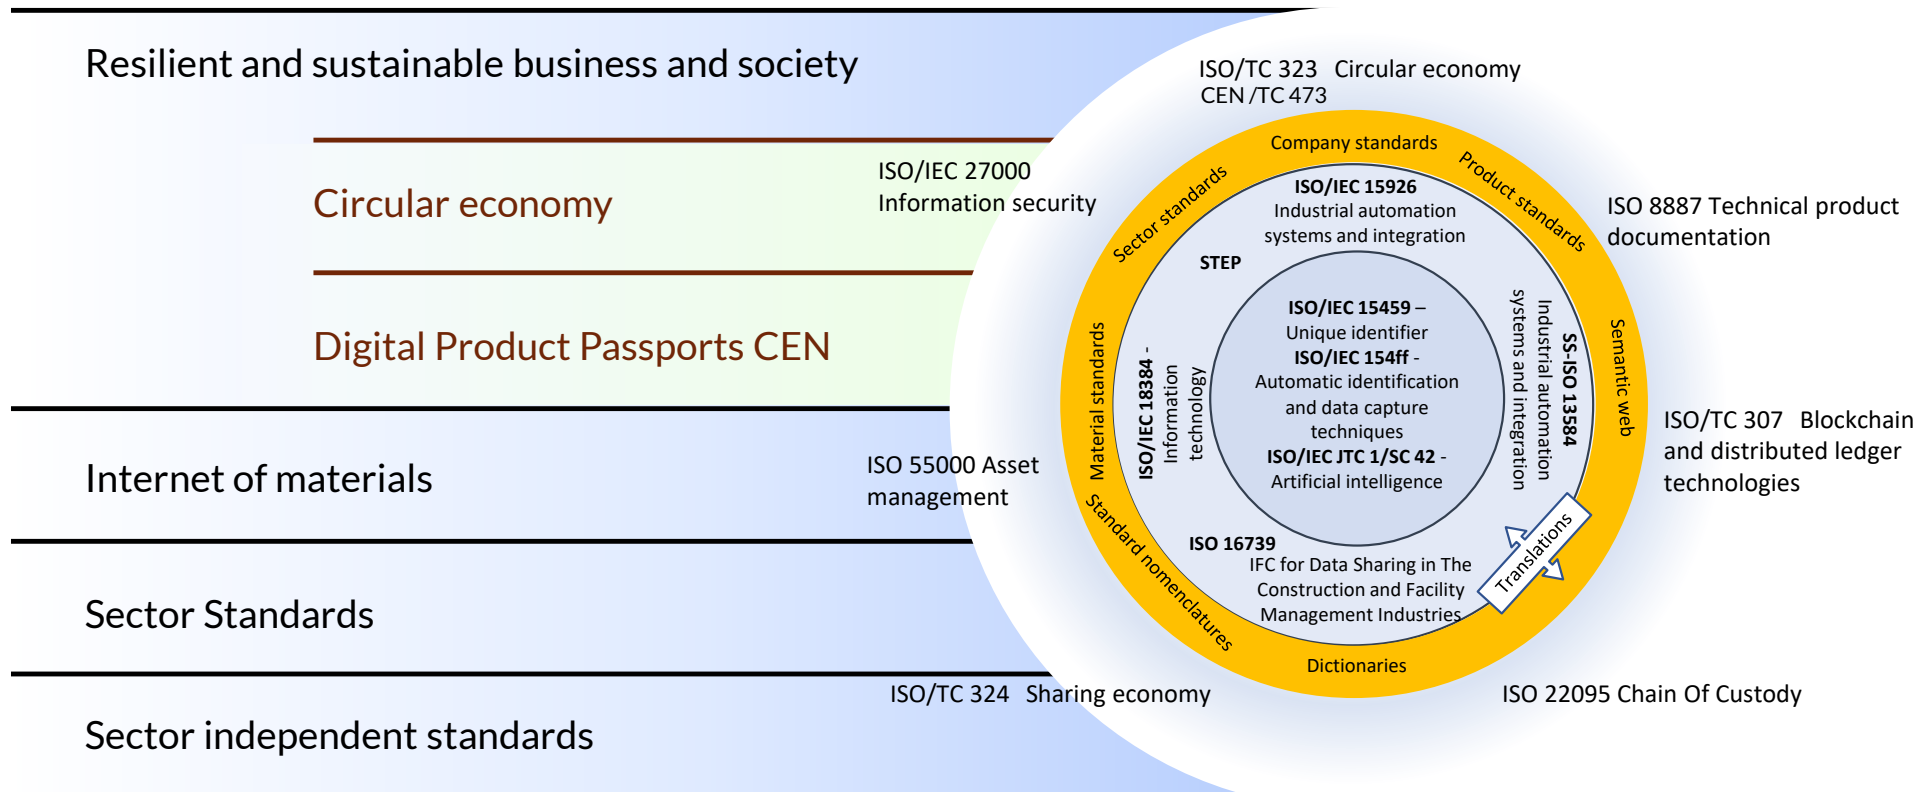 Resilient and sustainable business and society
Circular economy
Digital Product Passports CEN
Internet of materials
Sector Standards
Sector independent standards
ISO/TC 323 Circular economy
CEN /TC 473
ISO/IEC 27000
Information security
ISO 8887 Technical product
documentation
ISO 55000 Asset
management
ISO/TC 307 Blockchain
and distributed ledger
technologies
ISO/TC 324 Sharing economy
ISO 22095 Chain Of Custody
Company standards
Product standards
Semantic web
Translations
Dictionaries
Standard nomenclatures
Material standards
Sector standards
ISO/IEC 15926
Industrial automation
systems and integration
STEP
SS-ISO 13584
Industrial automation
systems and integration
ISO/IEC 18384 -
Information
technology
ISO 16739
IFC for Data Sharing in The
Construction and Facility
Management Industries
ISO/IEC 15459 –
Unique identifier
ISO/IEC 154ff -
Automatic identification
and data capture
techniques
ISO/IEC JTC 1/SC 42 -
Artificial intelligence